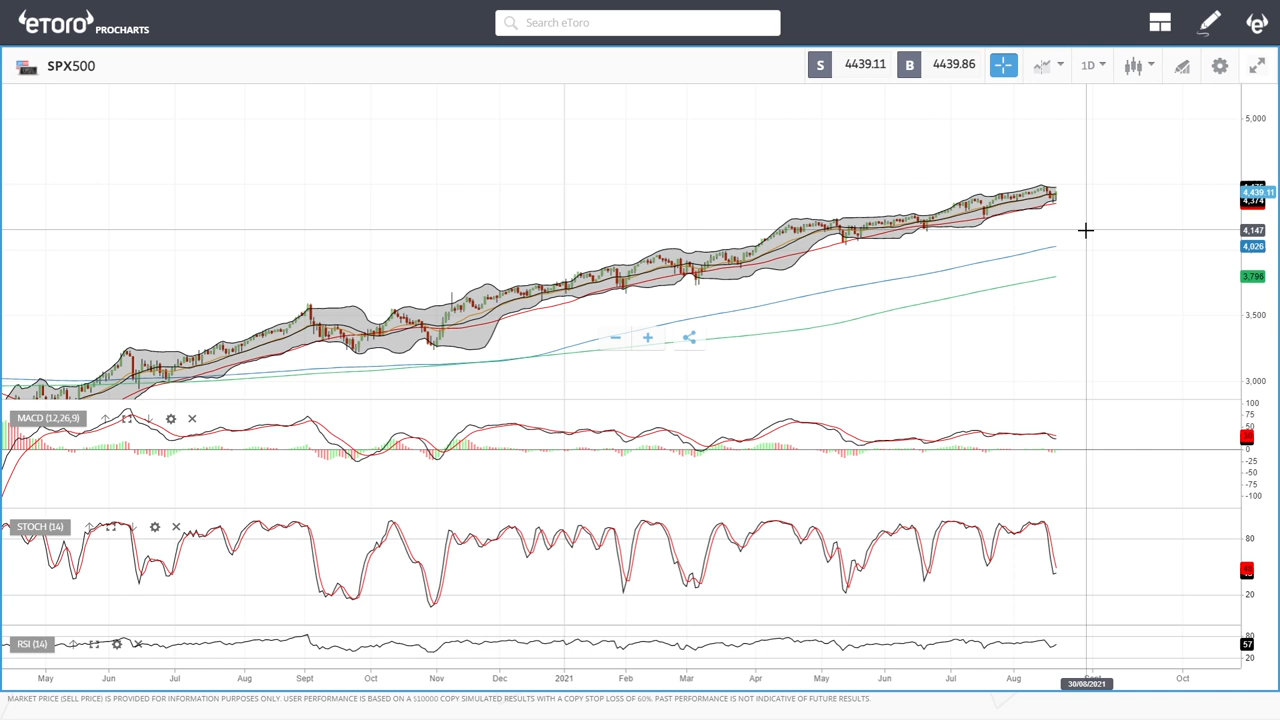 eToro PROCHARTS
Search eToro
SPX500
S 4439.11 B 4439.86
1D
5,000
4,439.11
4,374
4,147
4,026
3,796
3,500
3,000
MACD (12,26,9)
100
75
50
0
-25
-50
-75
-100
STOCH (14)
80
20
RSI (14)
80
57
20
May Jun Jul Aug Sept Oct Nov Dec 2021 Feb Mar Apr May Jun Jul Aug Sept Oct
30/08/2021
MARKET PRICE (SELL PRICE) IS PROVIDED FOR INFORMATION PURPOSES ONLY. USER PERFORMANCE IS BASED ON A $10000 COPY SIMULATED RESULTS WITH A COPY STOP LOSS OF 60%. PAST PERFORMANCE IS NOT INDICATIVE OF FUTURE RESULTS.